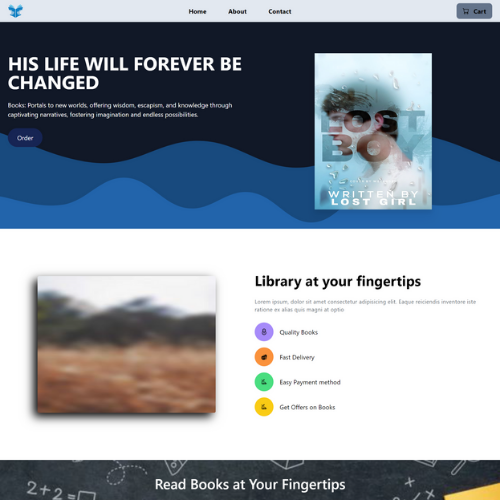 Home About Contact Cart
HIS LIFE WILL FOREVER BE
CHANGED
Books: Portals to new worlds, offering wisdom, escapism, and knowledge through
captivating narratives, fostering imagination and endless possibilities.
Order
LOST
BOY
WRITTEN BY
LOST GIRL
Library at your fingertips
Lorem ipsum, dolor sit amet consectetur adipisicing elit. Eaque reiciendis inventore iste
ratione ex alias quis magni at optio.
Quality Books
Fast Delivery
Easy Payment method
Get Offers on Books
Read Books at Your Fingertips
2+2=